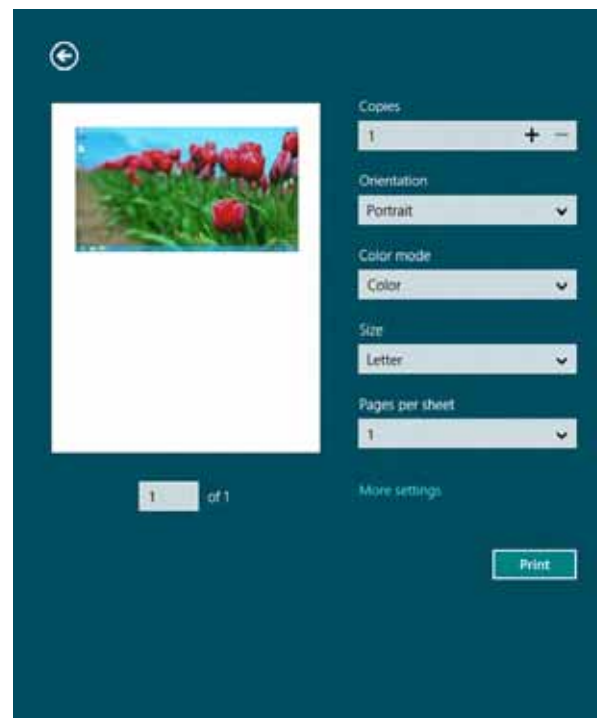 Copies
1
Orientation
Portrait
Color mode
Color
Size
Letter
Pages per sheet
1
1 of 1
More settings
Print